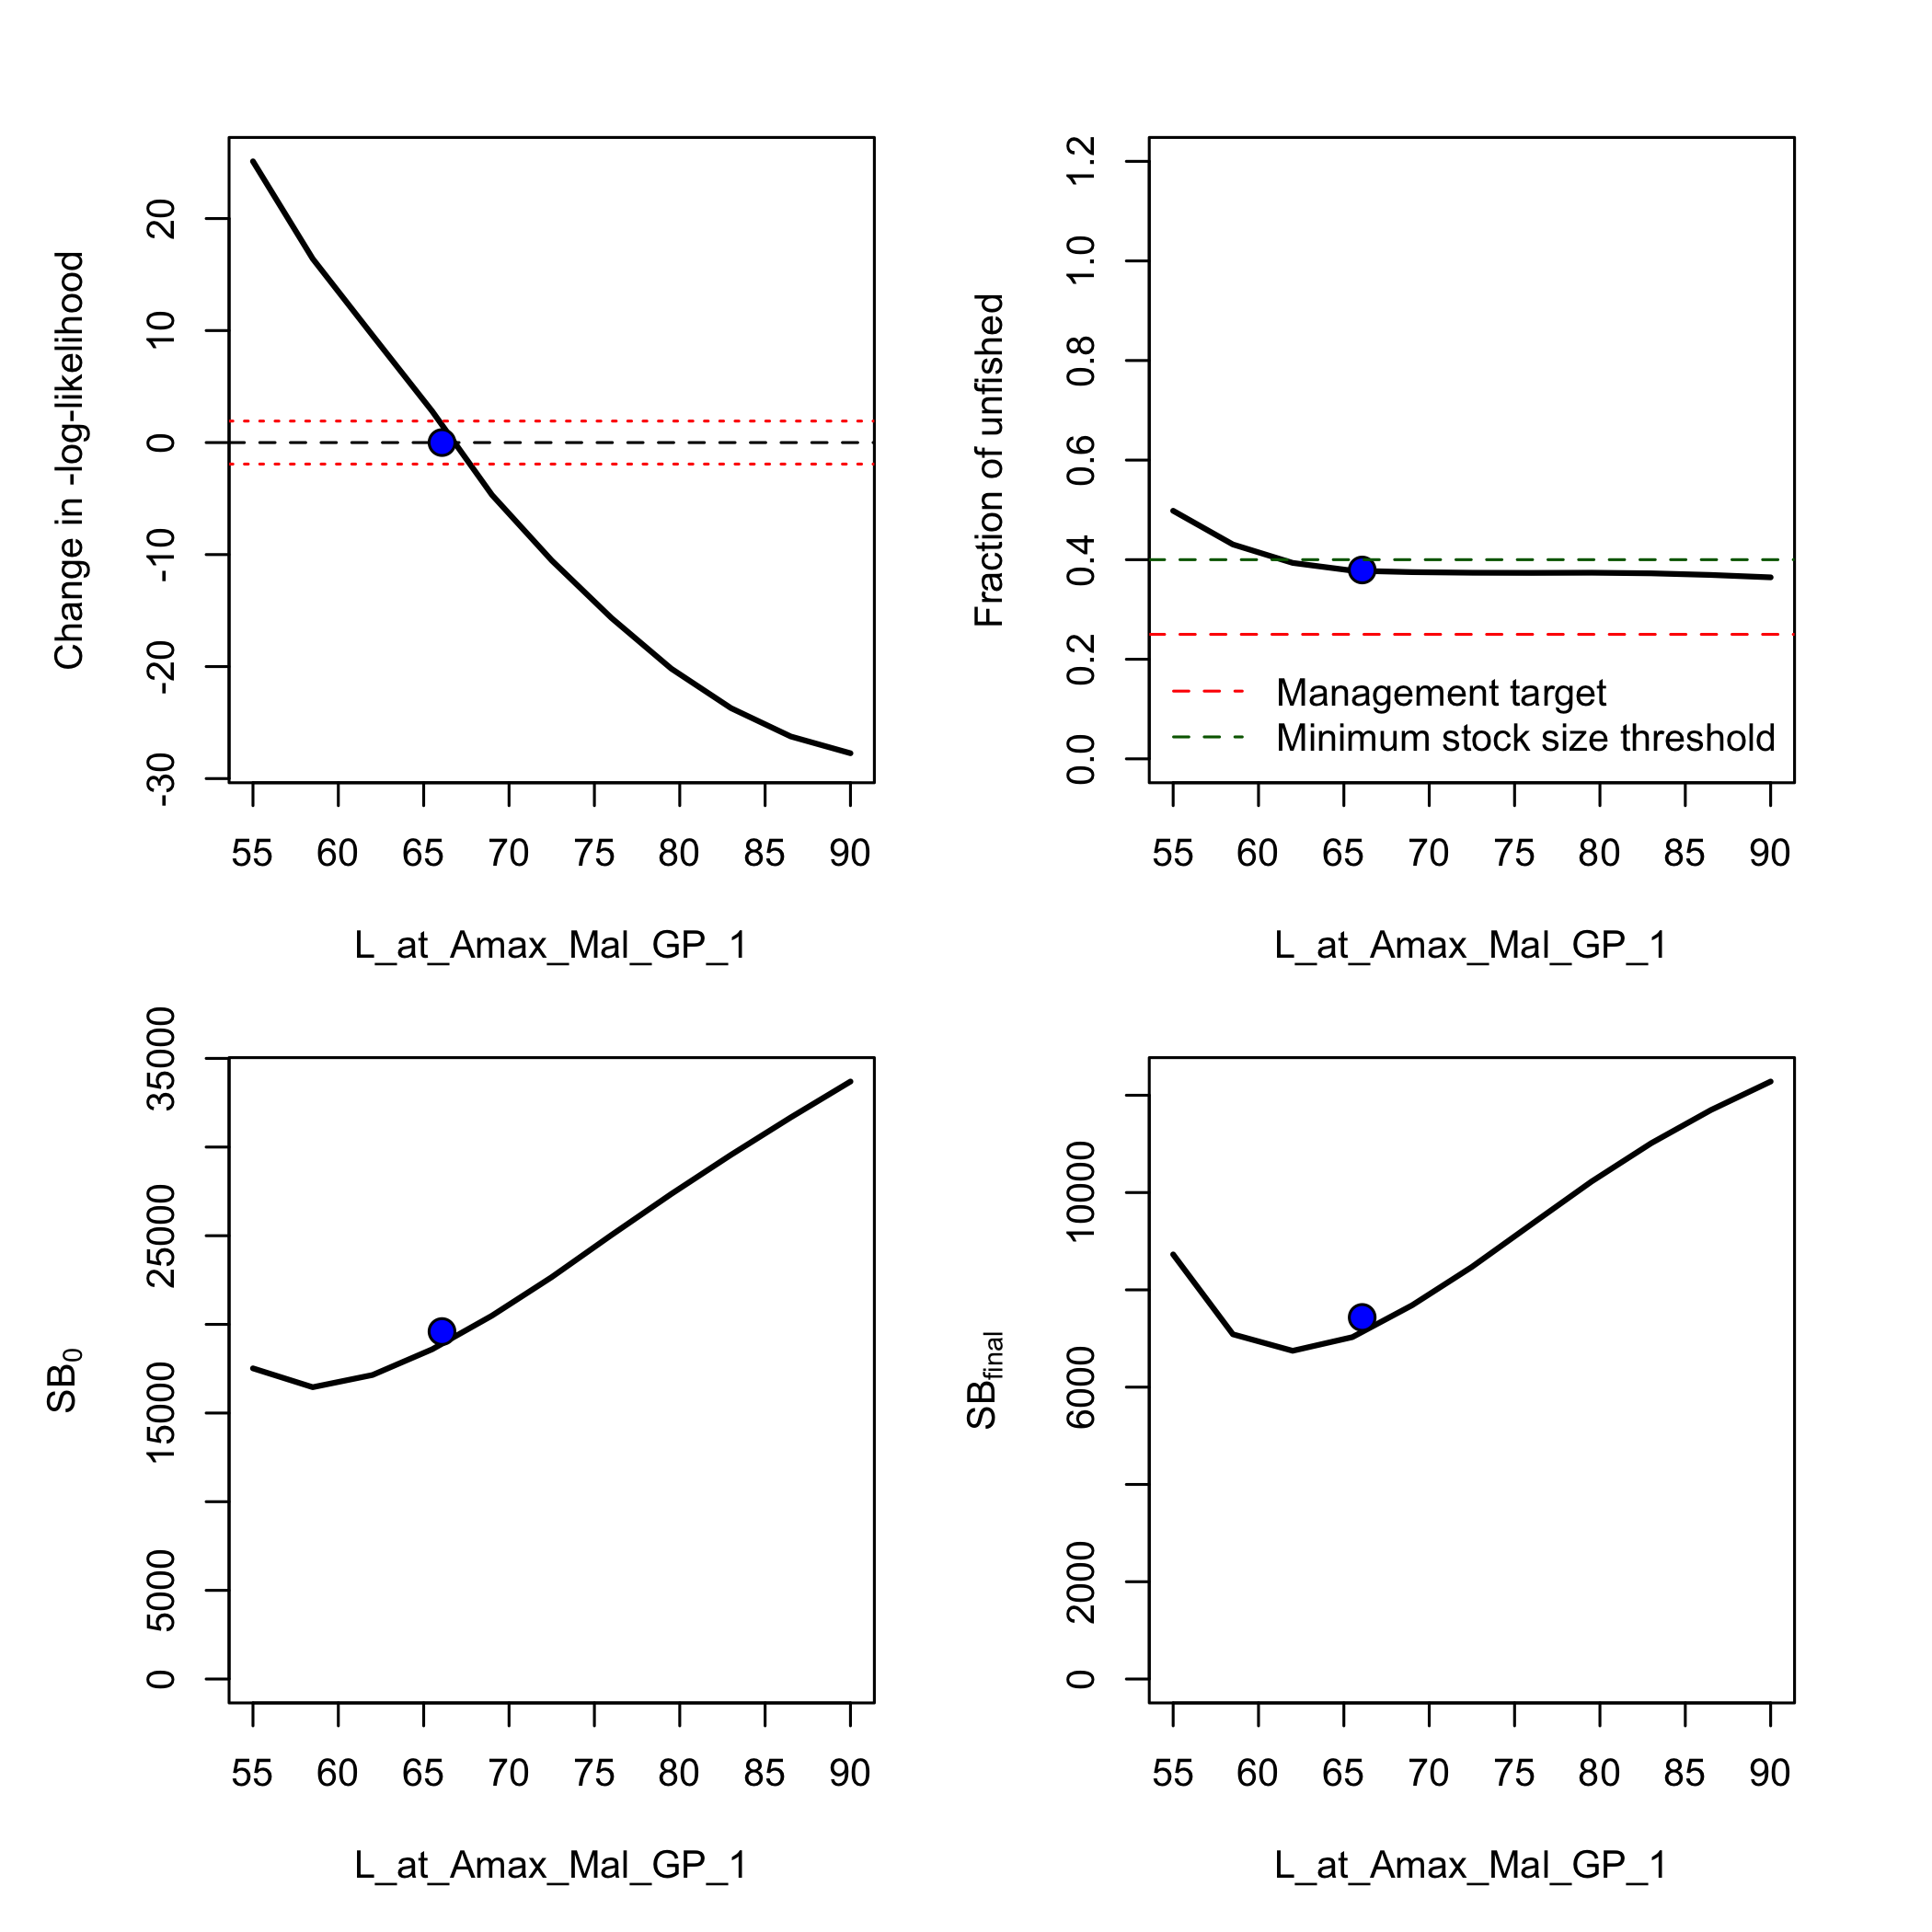 Change in -log-likelihood
-30 -20 -10 0 10 20
55 60 65 70 75 80 85 90
L_at_Amax_Mal_GP_1
Fraction of unfished
0.0 0.2 0.4 0.6 0.8 1.0 1.2
Management target
Minimum stock size threshold
55 60 65 70 75 80 85 90
L_at_Amax_Mal_GP_1
SB0
0 5000 15000 25000 35000
55 60 65 70 75 80 85 90
L_at_Amax_Mal_GP_1
SBfinal
0 2000 6000 10000
55 60 65 70 75 80 85 90
L_at_Amax_Mal_GP_1